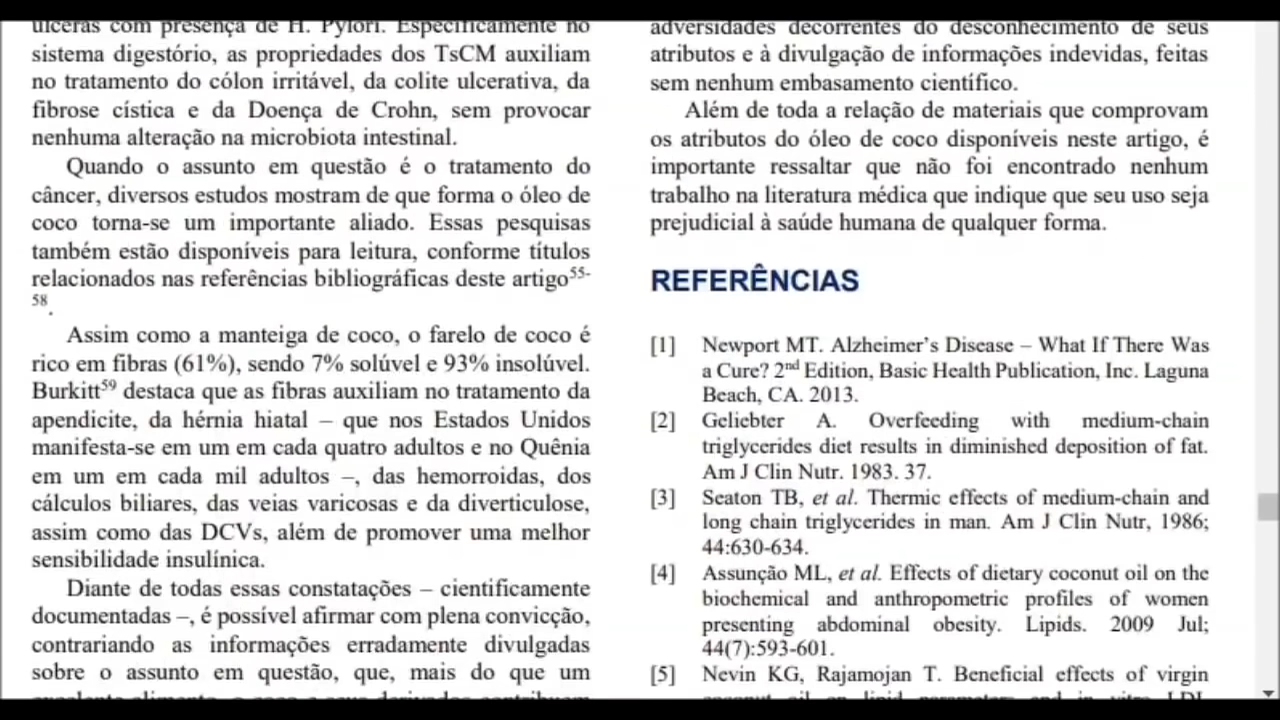 úlceras com presença de H. Pylori. Especificamente no
sistema digestório, as propriedades dos TsCM auxiliam
no tratamento do cólon irritável, da colite ulcerativa, da
fibrose cística e da Doença de Crohn, sem provocar
nenhuma alteração na microbiota intestinal.
Quando o assunto em questão é o tratamento do
câncer, diversos estudos mostram de que forma o óleo de
coco torna-se um importante aliado. Essas pesquisas
também estão disponíveis para leitura, conforme títulos
relacionados nas referências bibliográficas deste artigo55-
58.
Assim como a manteiga de coco, o farelo de coco é
rico em fibras (61%), sendo 7% solúvel e 93% insolúvel.
Burkitt59 destaca que as fibras auxiliam no tratamento da
apendicite, da hérnia hiatal – que nos Estados Unidos
manifesta-se em um em cada quatro adultos e no Quênia
em um em cada mil adultos –, das hemorroidas, dos
cálculos biliares, das veias varicosas e da diverticulose,
assim como das DCVs, além de promover uma melhor
sensibilidade insulínica.
Diante de todas essas constatações – cientificamente
documentadas –, é possível afirmar com plena convicção,
contrariando as informações erradamente divulgadas
sobre o assunto em questão, que, mais do que um
adversidades decorrentes do desconhecimento de seus
atributos e à divulgação de informações indevidas, feitas
sem nenhum embasamento científico.
Além de toda a relação de materiais que comprovam
os atributos do óleo de coco disponíveis neste artigo, é
importante ressaltar que não foi encontrado nenhum
trabalho na literatura médica que indique que seu uso seja
prejudicial à saúde humana de qualquer forma.
REFERÊNCIAS
[1] Newport MT. Alzheimer’s Disease – What If There Was
a Cure? 2nd Edition, Basic Health Publication, Inc. Laguna
Beach, CA. 2013.
[2] Geliebter A. Overfeeding with medium-chain
triglycerides diet results in diminished deposition of fat.
Am J Clin Nutr. 1983. 37.
[3] Seaton TB, et al. Thermic effects of medium-chain and
long chain triglycerides in man. Am J Clin Nutr, 1986;
44:630-634.
[4] Assunção ML, et al. Effects of dietary coconut oil on the
biochemical and anthropometric profiles of women
presenting abdominal obesity. Lipids. 2009 Jul;
44(7):593-601.
[5] Nevin KG, Rajamojan T. Beneficial effects of virgin